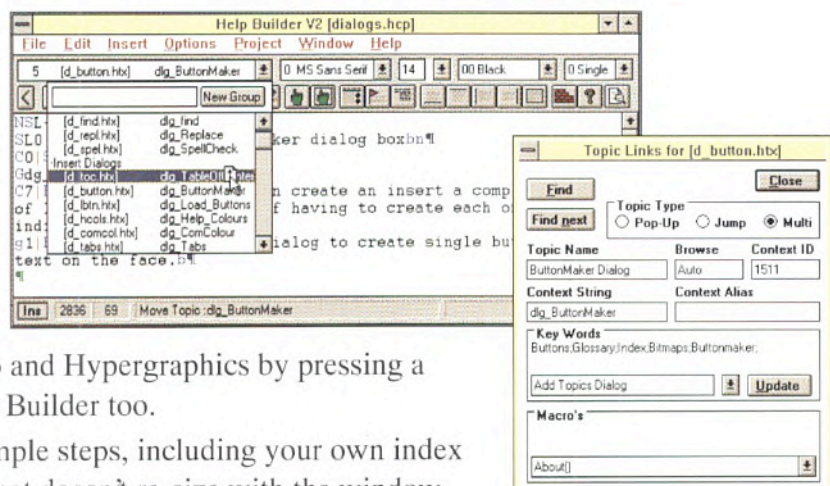 Help Builder V2 [dialogs.hcp]
File Edit Insert Options Project Window Help
5 [d_button.htx] dlg_ButtonMaker 0 MS Sans Serif 14 00 Black 0 Single
New Group
NSL
SL0 ker dialog boxbn¶
[d_find.htx] dlg_find
[d_repl.htx] dlg_Replace
[d_spel.htx] dlg_SpellCheck
-Insert Dialogs
[d_toc.htx]
[d_button.htx] dlg_ButtonMaker
[d_lbtn.htx] dlg_Load_Buttons
[d_hcols.htx] dlg_Help_Colours
[d_comcol.htx] dlg_ComColour
[d_tabs.htx] dlg_Tabs
n create an insert a comp
of f having to create each o
indi
ialog to create single bu
text on the face.b¶
¶
Ins 2836 69 Move Topic :dlg_ButtonMaker
Topic Links for [d_button.htx]
Find Close
Find next
Topic Type
Pop-Up Jump Multi
Topic Name Browse Context ID
ButtonMaker Dialog Auto 1511
Context String Context Alias
dlg_ButtonMaker
Key Words
Buttons;Glossary;Index;Bitmaps;Buttonmaker;
Add Topics Dialog Update
Macro's
About()
and Hypergraphics by pressing a
Builder too.
mple steps, including your own index
doesn't re-size with the window